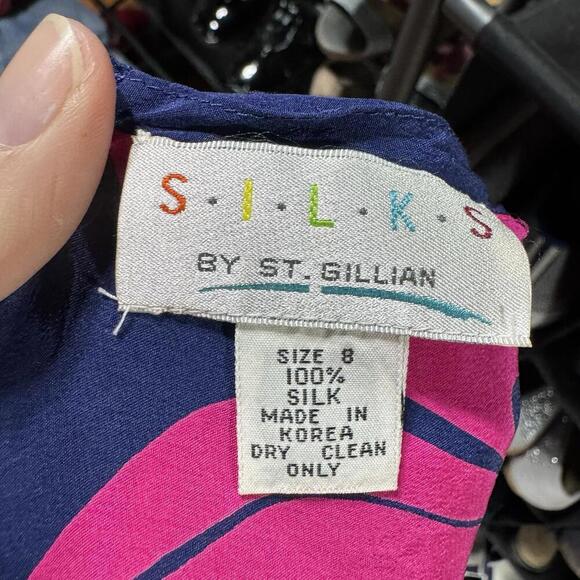 S·I·L·K·S
BY ST. GILLIAN
SIZE 8
100%
SILK
MADE IN
KOREA
DRY CLEAN
ONLY